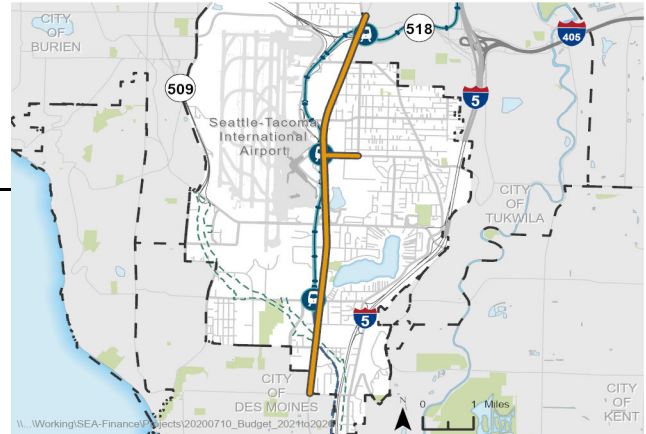 CITY
OF
BURIEN
518
405
509
5
Seattle-Tacoma
International
Airport
CITY
OF
TUKWILA
5
CITY
OF
DES MOINES
N
0 1 Miles
CITY
OF
KENT
\\...Working\SEA-Finance\Projects\20200710_Budget_2021to2026